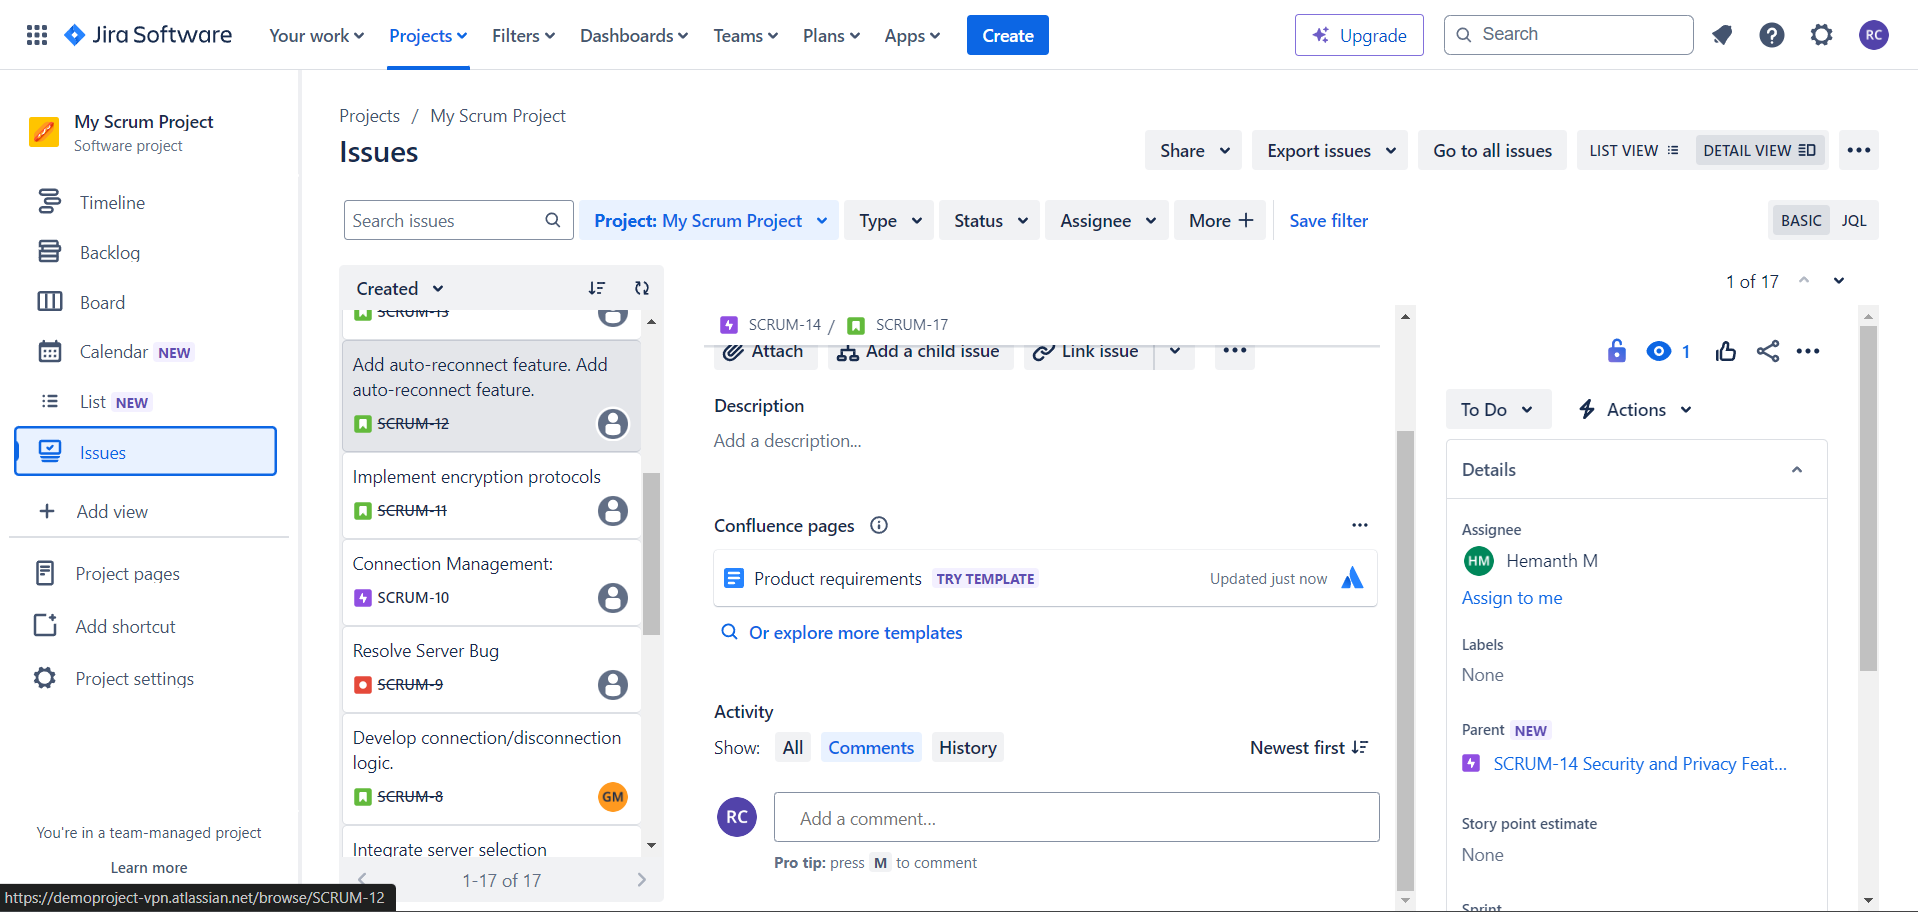 Jira Software
Your work
Projects
Filters
Dashboards
Teams
Plans
Apps
Create
Upgrade
Search
RC
My Scrum Project
Software project
Timeline
Backlog
Board
Calendar NEW
List NEW
Issues
Add view
Project pages
Add shortcut
Project settings
You're in a team-managed project
Learn more
https://demoproject-vpn.atlassian.net/browse/SCRUM-12
Projects / My Scrum Project
Issues
Share
Export issues
Go to all issues
LIST VIEW
DETAIL VIEW
Search issues
Project: My Scrum Project
Type
Status
Assignee
More
Save filter
BASIC
JQL
Created
SCRUM-13
Add auto-reconnect feature. Add
auto-reconnect feature.
SCRUM-12
Implement encryption protocols
SCRUM-11
Connection Management:
SCRUM-10
Resolve Server Bug
SCRUM-9
Develop connection/disconnection
logic.
SCRUM-8
GM
Integrate server selection
1-17 of 17
1 of 17
SCRUM-14 / SCRUM-17
Attach
Add a child issue
Link issue
Description
Add a description...
Confluence pages
Product requirements TRY TEMPLATE
Updated just now
Or explore more templates
Activity
Show: All Comments History
Newest first
RC
Add a comment...
Pro tip: press M to comment
1
To Do
Actions
Details
Assignee
HM Hemanth M
Assign to me
Labels
None
Parent NEW
SCRUM-14 Security and Privacy Feat...
Story point estimate
None
Sprint